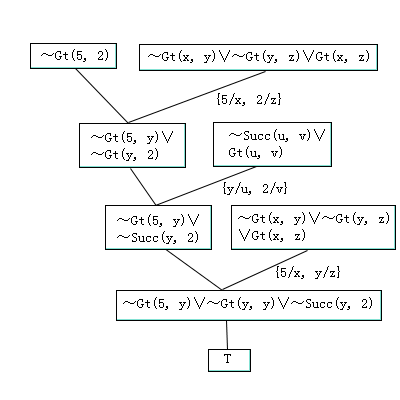 ～Gt(5, 2)
～Gt(x, y)∨～Gt(y, z)∨Gt(x, z)
{5/x, 2/z}
～Gt(5, y)∨
～Gt(y, 2)
～Succ(u, v)∨
Gt(u, v)
{y/u, 2/v}
～Gt(5, y)∨
～Succ(y, 2)
～Gt(x, y)∨～Gt(y, z)
∨Gt(x, z)
{5/x, y/z}
～Gt(5, y)∨～Gt(y, y)∨～Succ(y, 2)
T